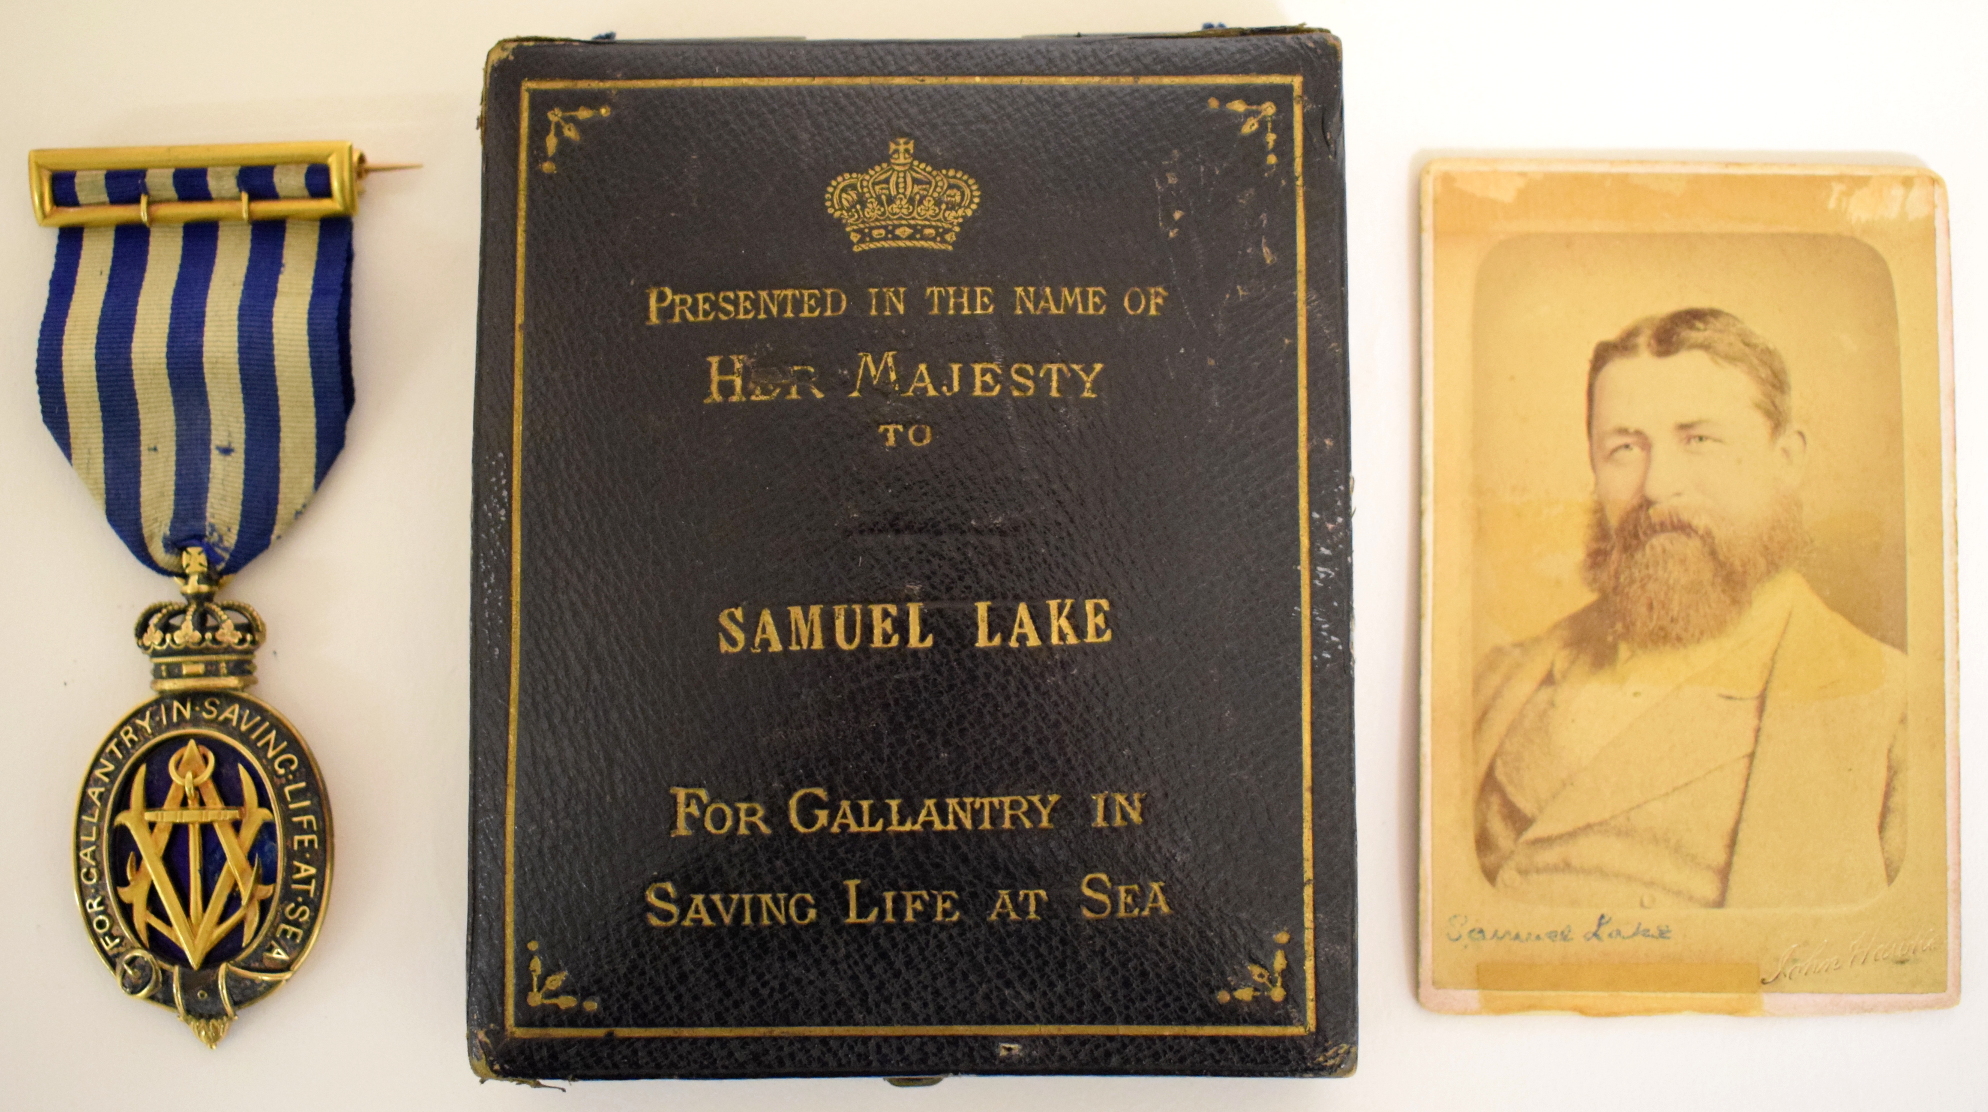 FOR·GALLANTRY·IN·SAVING·LIFE·AT·SEA
PRESENTED IN THE NAME OF
HER MAJESTY
TO
SAMUEL LAKE
FOR GALLANTRY IN
SAVING LIFE AT SEA
Samuel Lake
John